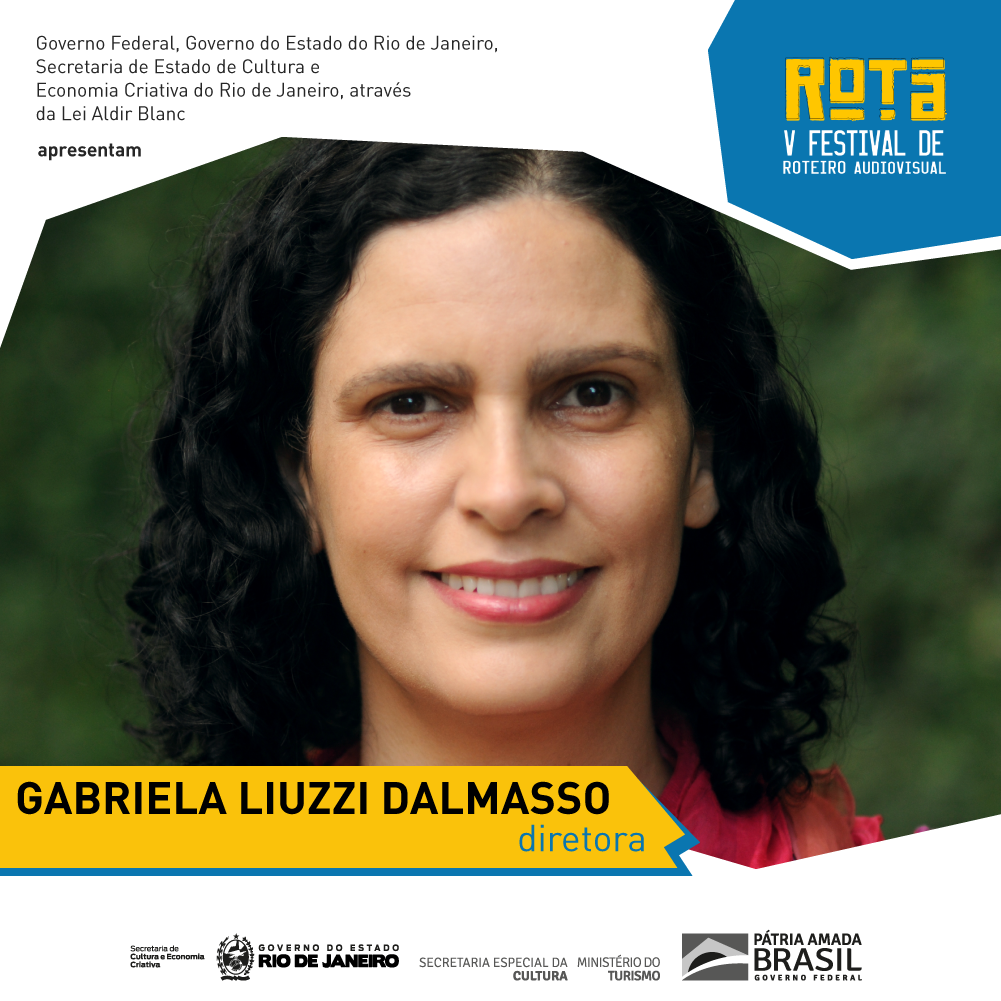 Governo Federal, Governo do Estado do Rio de Janeiro,
Secretaria de Estado de Cultura e
Economia Criativa do Rio de Janeiro, através
da Lei Aldir Blanc
apresentam
ROTA
V FESTIVAL DE
ROTEIRO AUDIOVISUAL
GABRIELA LIUZZI DALMASSO
diretora
Secretaria de
Cultura e Economia
Criativa
GOVERNO DO ESTADO
RIO DE JANEIRO
SECRETARIA ESPECIAL DA
CULTURA
MINISTÉRIO DO
TURISMO
PÁTRIA AMADA
BRASIL
GOVERNO FEDERAL